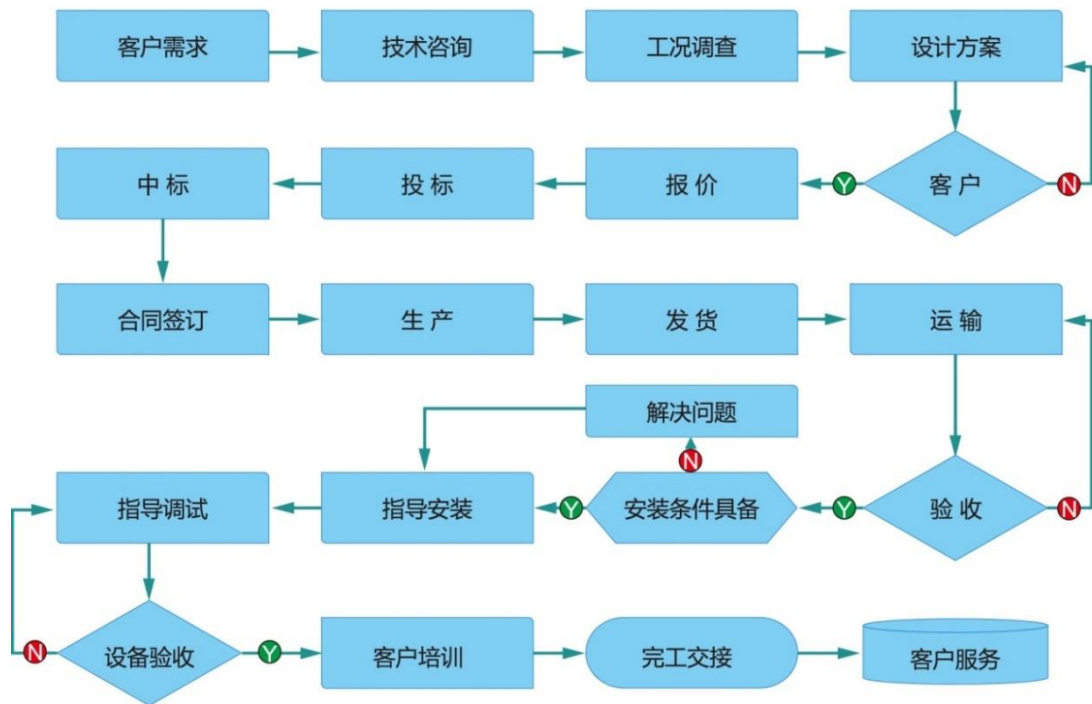 客户需求
技术咨询
工况调查
设计方案
中 标
投 标
报 价
Y
客 户
N
合同签订
生 产
发 货
运 输
解决问题
N
指导调试
指导安装
Y
安装条件具备
Y
验 收
N
N
设备验收
Y
客户培训
完工交接
客户服务